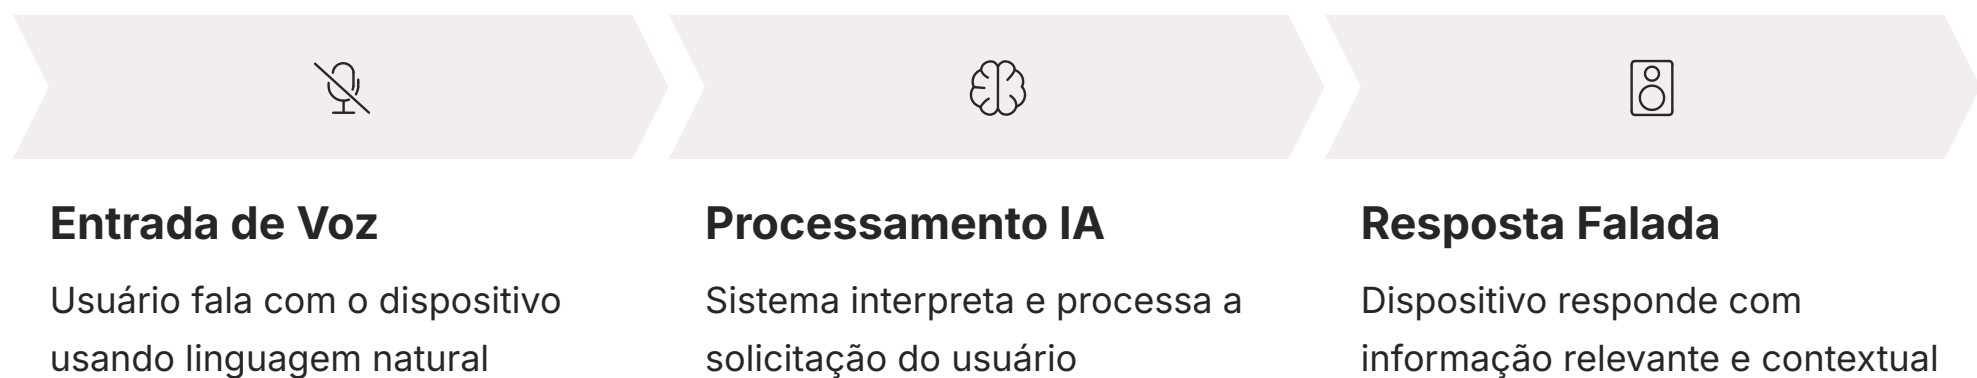 Entrada de Voz
Usuário fala com o dispositivo
usando linguagem natural
Processamento IA
Sistema interpreta e processa a
solicitação do usuário
Resposta Falada
Dispositivo responde com
informação relevante e contextual